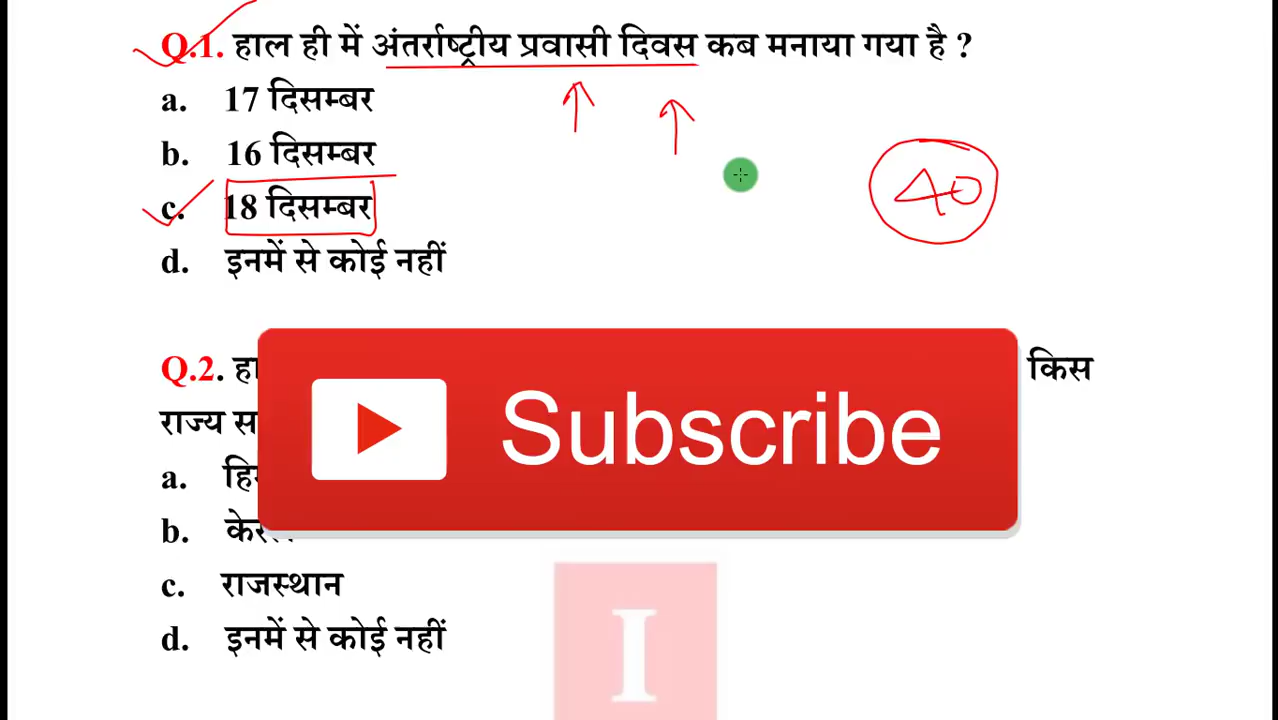 Q.1. हाल ही में अंतर्राष्ट्रीय प्रवासी दिवस कब मनाया गया है ?
a. 17 दिसम्बर
b. 16 दिसम्बर
40
c. 18 दिसम्बर
d. इनमें से कोई नहीं
Q.2. किस
राज्य
Subscribe
a.
b.
c. राजस्थान
d. इनमें से कोई नहीं
I